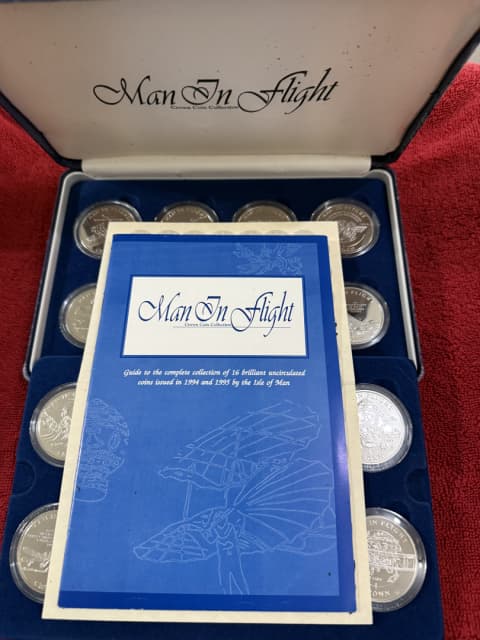 Man In Flight
Crown Coin Collection
Man In Flight
Crown Coin Collection
Guide to the complete collection of 16 brilliant uncirculated
coins issued in 1994 and 1995 by the Isle of Man